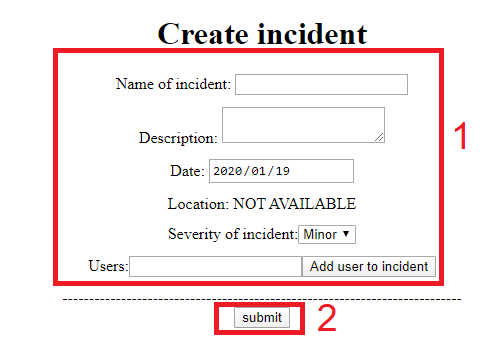 Create incident
Name of incident:
1
Description:
Date: 2020/01/19
Location: NOT AVAILABLE
Severity of incident: Minor
Users: Add user to incident
submit 2